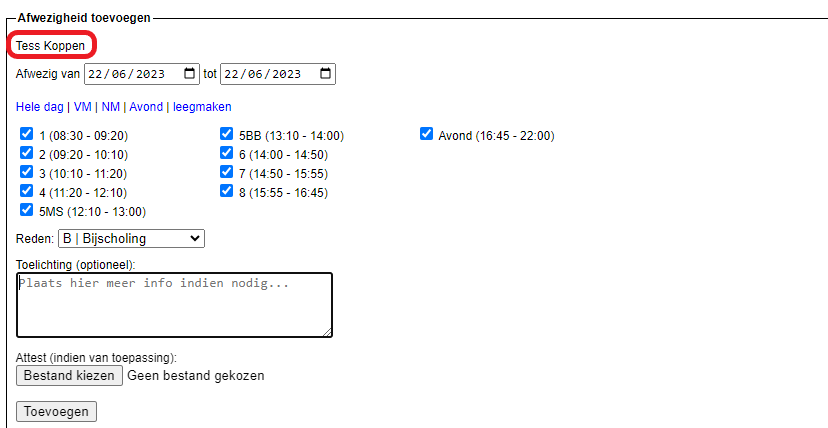 Afwezigheid toevoegen
Tess Koppen
Afwezig van 22/06/2023 tot 22/06/2023
Hele dag | VM | NM | Avond | leegmaken
1 (08:30 - 09:20) 5BB (13:10 - 14:00) Avond (16:45 - 22:00)
2 (09:20 - 10:10) 6 (14:00 - 14:50)
3 (10:10 - 11:20) 7 (14:50 - 15:55)
4 (11:20 - 12:10) 8 (15:55 - 16:45)
5MS (12:10 - 13:00)
Reden: B | Bijscholing
Toelichting (optioneel):
Plaats hier meer info indien nodig...
Attest (indien van toepassing):
Bestand kiezen Geen bestand gekozen
Toevoegen